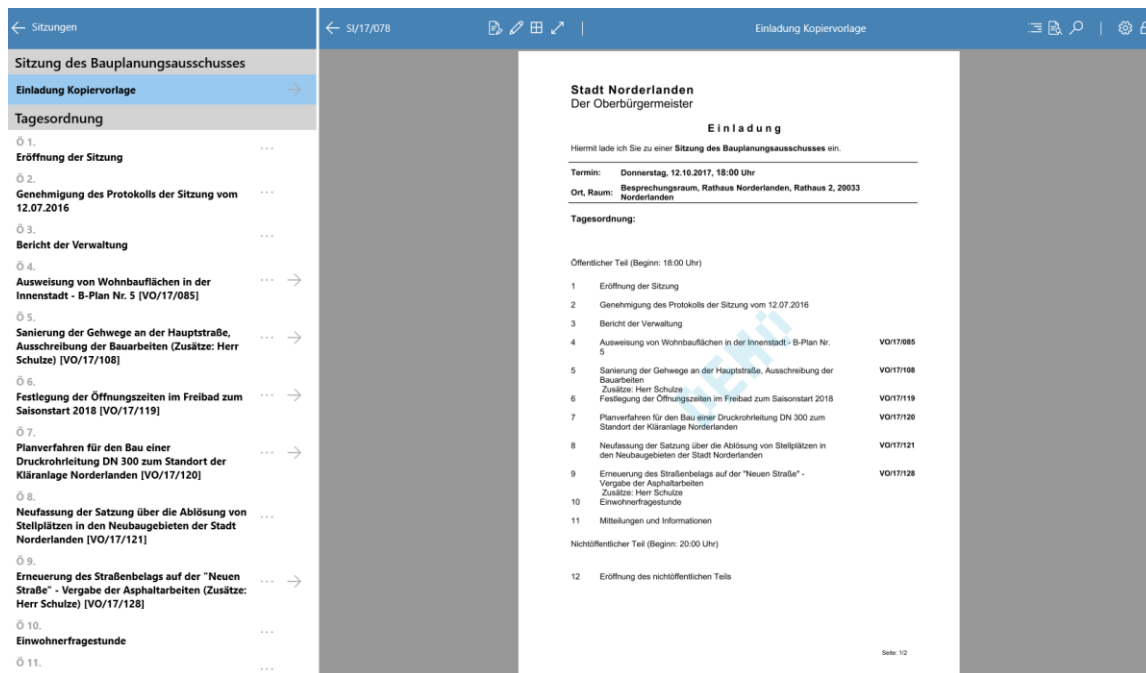 Sitzungen
SI/17/078
Einladung Kopiervorlage
Sitzung des Bauplanungsausschusses
Einladung Kopiervorlage
Tagesordnung
Ö 1.
Eröffnung der Sitzung
Ö 2.
Genehmigung des Protokolls der Sitzung vom
12.07.2016
Ö 3.
Bericht der Verwaltung
Ö 4.
Ausweisung von Wohnbauflächen in der
Innenstadt - B-Plan Nr. 5 [VO/17/085]
Ö 5.
Sanierung der Gehwege an der Hauptstraße,
Ausschreibung der Bauarbeiten (Zusätze: Herr
Schulze) [VO/17/108]
Ö 6.
Festlegung der Öffnungszeiten im Freibad zum
Saisonstart 2018 [VO/17/119]
Ö 7.
Planverfahren für den Bau einer
Druckrohrleitung DN 300 zum Standort der
Kläranlage Norderlanden [VO/17/120]
Ö 8.
Neufassung der Satzung über die Ablösung von
Stellplätzen in den Neubaugebieten der Stadt
Norderlanden [VO/17/121]
Ö 9.
Erneuerung des Straßenbelags auf der "Neuen
Straße" - Vergabe der Asphaltarbeiten (Zusätze:
Herr Schulze) [VO/17/128]
Ö 10.
Einwohnerfragestunde
Ö 11.
Stadt Norderlanden
Der Oberbürgermeister
Einladung
Hiermit lade ich Sie zu einer Sitzung des Bauplanungsausschusses ein.
Termin: Donnerstag, 12.10.2017, 18:00 Uhr
Ort, Raum: Besprechungsraum, Rathaus Norderlanden, Rathaus 2, 20033
Norderlanden
Tagesordnung:
Öffentlicher Teil (Beginn: 18:00 Uhr)
1 Eröffnung der Sitzung
2 Genehmigung des Protokolls der Sitzung vom 12.07.2016
3 Bericht der Verwaltung
4 Ausweisung von Wohnbauflächen in der Innenstadt - B-Plan Nr. VO/17/085
5
5 Sanierung der Gehwege an der Hauptstraße, Ausschreibung der VO/17/108
Bauarbeiten
Zusätze: Herr Schulze
6 Festlegung der Öffnungszeiten im Freibad zum Saisonstart 2018 VO/17/119
7 Planverfahren für den Bau einer Druckrohrleitung DN 300 zum VO/17/120
Standort der Kläranlage Norderlanden
8 Neufassung der Satzung über die Ablösung von Stellplätzen in VO/17/121
den Neubaugebieten der Stadt Norderlanden
9 Erneuerung des Straßenbelags auf der "Neuen Straße" - VO/17/128
Vergabe der Asphaltarbeiten
Zusätze: Herr Schulze
10 Einwohnerfragestunde
11 Mitteilungen und Informationen
Nichtöffentlicher Teil (Beginn: 20:00 Uhr)
12 Eröffnung des nichtöffentlichen Teils
Seite: 1/2